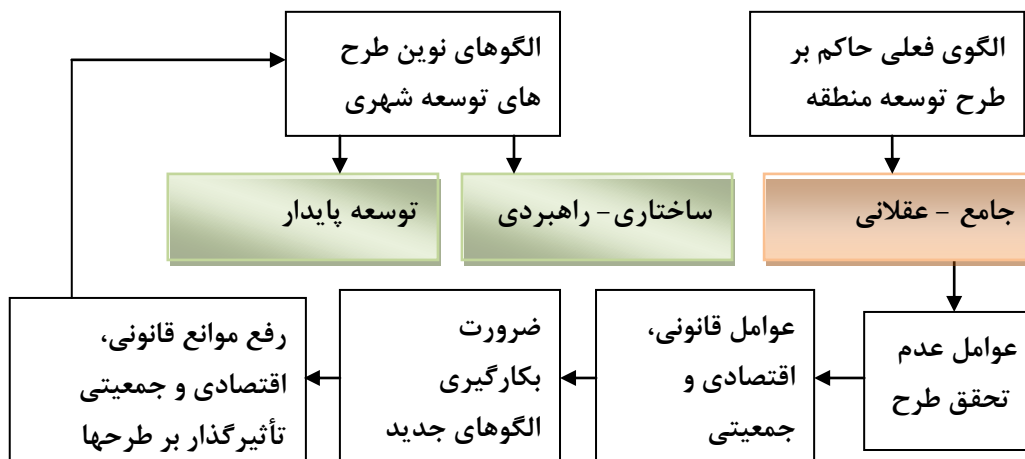 الگوی فعلی حاکم بر
طرح توسعه منطقه
الگوهای نوین طرح
های توسعه شهری
جامع - عقلانی
ساختاری - راهبردی
توسعه پایدار
عوامل عدم
تحقق طرح
عوامل قانونی،
اقتصادی و
جمعیتی
ضرورت
بکارگیری
الگوهای جدید
رفع موانع قانونی،
اقتصادی و جمعیتی
تأثیرگذار بر طرحها